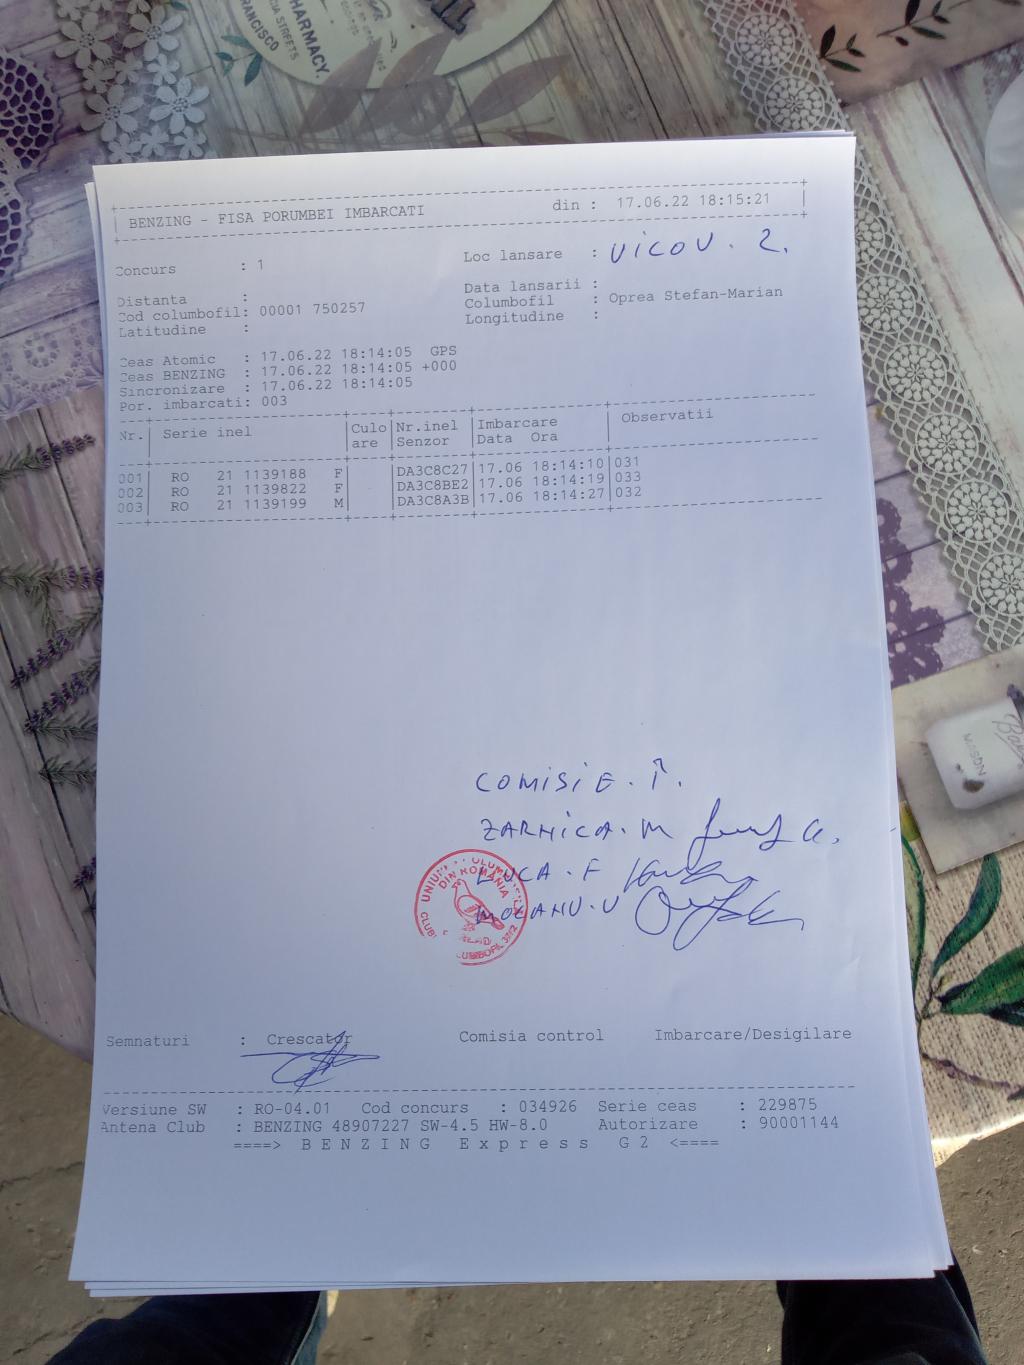 PHARMACY.
FRANCISCO
STREETS
BENZING - FISA PORUMBEI IMBARCATI din : 17.06.22 18:15:21
Concurs : 1 Loc lansare : VICOV. 2.
Distanta : Data lansarii :
Cod columbofil: 00001 750257 Columbofil : Oprea Stefan-Marian
Latitudine : Longitudine :
Ceas Atomic : 17.06.22 18:14:05 GPS
Ceas BENZING : 17.06.22 18:14:05 +000
Sincronizare : 17.06.22 18:14:05
Por. imbarcati: 003
Nr.| Serie inel |Culo|Nr.inel|Imbarcare | Observatii
| |are |Senzor |Data Ora |
001| RO 21 1139188 F| |DA3C8C27|17.06 18:14:10|031
002| RO 21 1139822 F| |DA3C8BE2|17.06 18:14:19|033
003| RO 21 1139199 M| |DA3C8A3B|17.06 18:14:27|032
COMISIE. Î.
ZARNICA. M
LUCA. F
MOZANU. V
DIN ROMANIA
Semnaturi : Crescator Comisia control Imbarcare/Desigilare
Versiune SW : RO-04.01 Cod concurs : 034926 Serie ceas : 229875
Antena Club : BENZING 48907227 SW-4.5 HW-8.0 Autorizare : 90001144
====> B E N Z I N G E x p r e s s G 2 <====
MASON